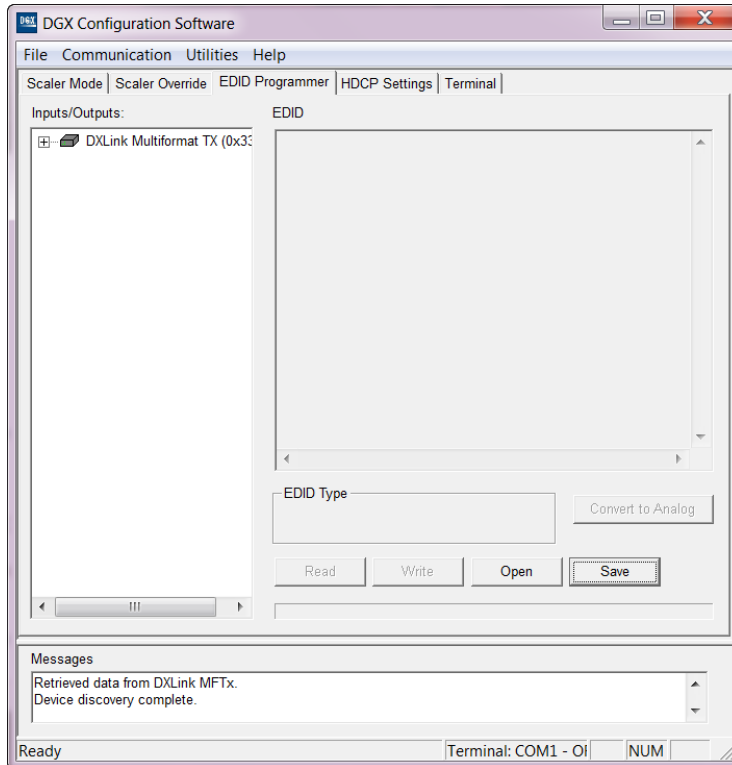 DGX DGX Configuration Software
File Communication Utilities Help
Scaler Mode Scaler Override EDID Programmer HDCP Settings Terminal
Inputs/Outputs: EDID
DXLink Multiformat TX (0x33
EDID Type
Convert to Analog
Read Write Open Save
Messages
Retrieved data from DXLink MFTx.
Device discovery complete.
Ready Terminal: COM1 - NUM